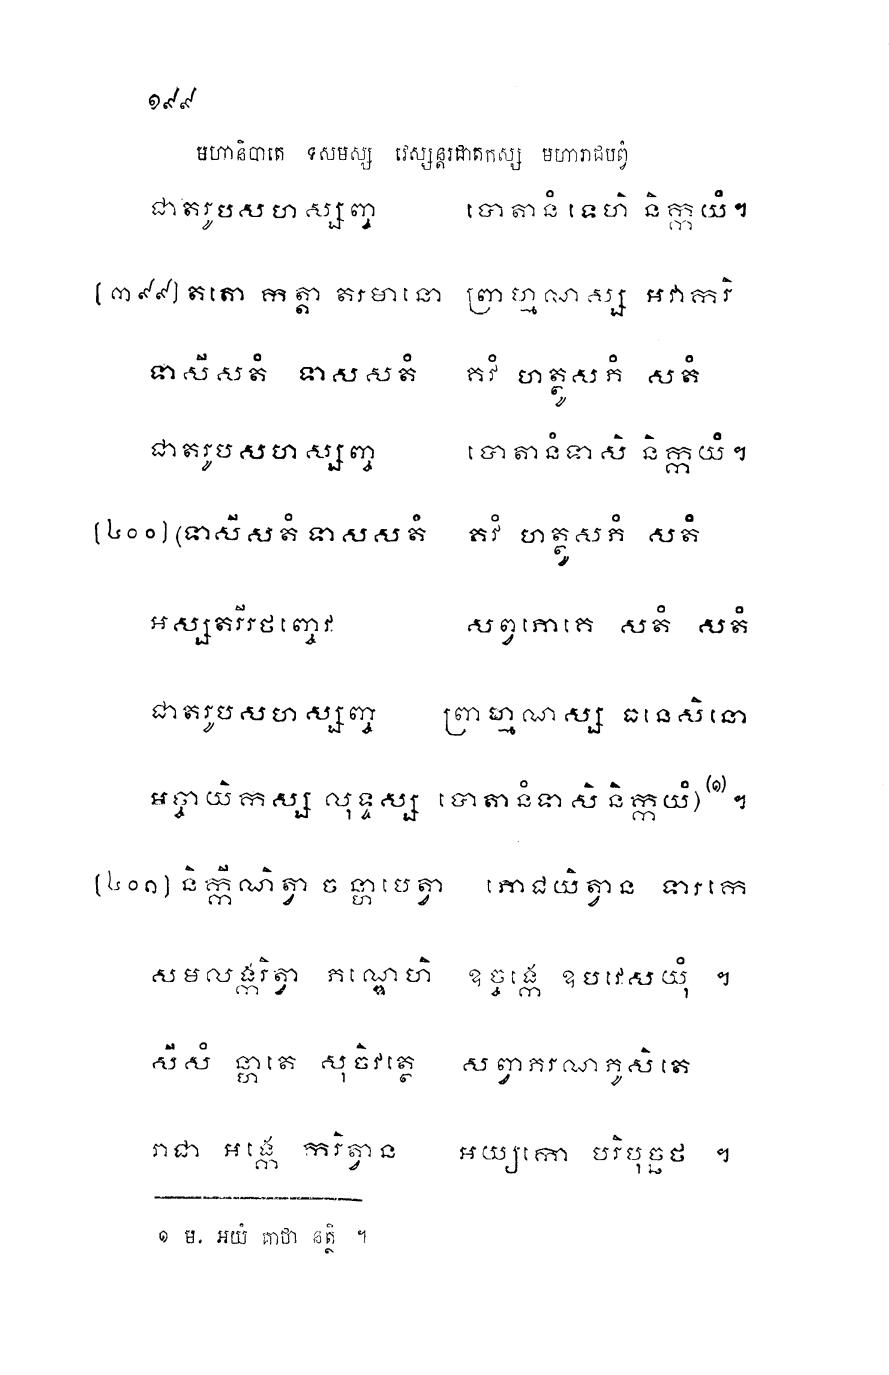 ១៩៩
មហានិបាតេ ទសមស្ស វេស្សន្តរជាតកស្ស មហារាជបព្វំ
ជាតរូបសហស្សញ្ច បោតានំ ទេហិ និក្កយំ។
(៣៩៩) តតោ កត្តា តរមានោ ព្រាហ្មណស្ស អវាករិ
ទាសីសតំ ទាសសតំ គវំ ហត្ថូសភំ សតំ
ជាតរូបសហស្សញ្ច បោតានំទាសិ និក្កយំ។
(៤០០) (ទាសីសតំ ទាសសតំ គវំ ហត្ថូសភំ សតំ
អស្សតរីរថញ្ចេវ សព្វភោគេ សតំ សតំ
ជាតរូបសហស្សញ្ច ព្រាហ្មណស្ស ធនេសិនោ
អច្ចាយិកស្ស លុទ្ទស្ស បោតានំទាសិ និក្កយំ)(១)។
(៤០១) និក្កីណិត្វា ច ន្ហាបេត្វា ភោជយិត្វាន ទារកេ
សមលង្ករិត្វា ភណ្ឌេហិ ឧច្ចង្កេ ឧបវេសយុំ ។
សីសំ ន្ហាតេ សុចិវត្ថេ សព្វាភរណភូសិតេ
រាជា អង្កេ ករិត្វាន អយ្យកោ បរិបុច្ឆថ ។
១ ម. អយំ គាថា នត្ថិ ។